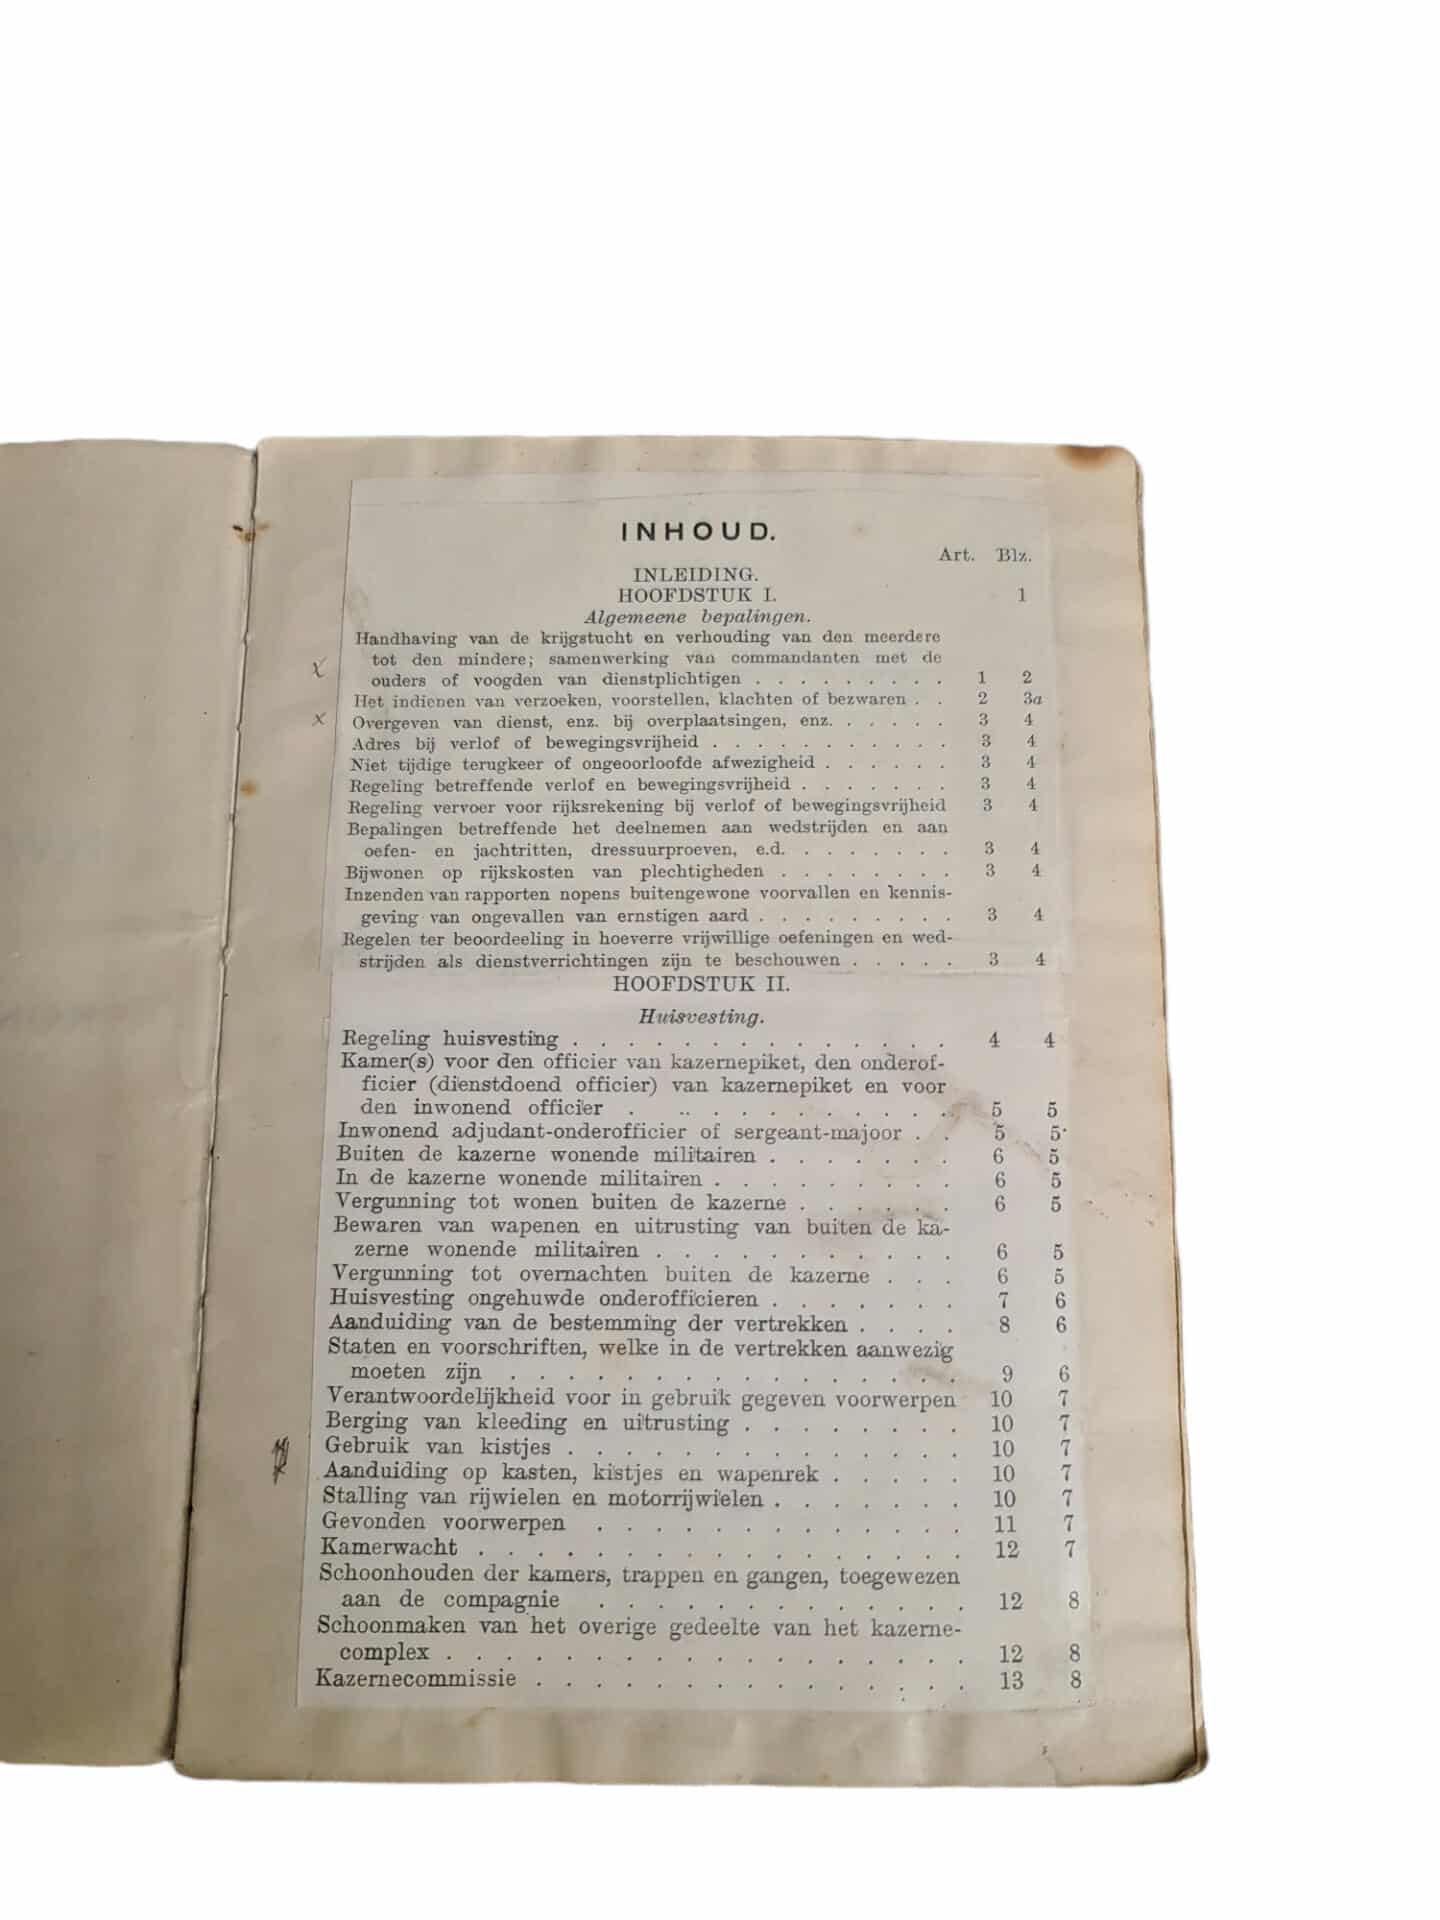 INHOUD.
Art. Blz.
INLEIDING.
HOOFDSTUK I. 1
Algemeene bepalingen.
Handhaving van de krijgstucht en verhouding van den meerdere
tot den mindere; samenwerking van commandanten met de
ouders of voogden van dienstplichtigen . . . . . . . . . 1 2
Het indienen van verzoeken, voorstellen, klachten of bezwaren . . 2 3a
Overgeven van dienst, enz. bij overplaatsingen, enz. . . . . . 3 4
Adres bij verlof of bewegingsvrijheid . . . . . . . . . . . 3 4
Niet tijdige terugkeer of ongeoorloofde afwezigheid . . . . . . 3 4
Regeling betreffende verlof en bewegingsvrijheid . . . . . . . 3 4
Regeling vervoer voor rijksrekening bij verlof of bewegingsvrijheid 3 4
Bepalingen betreffende het deelnemen aan wedstrijden en aan
oefen- en jachtritten, dressuurproeven, e.d. . . . . . . . . 3 4
Bijwonen op rijkskosten van plechtigheden . . . . . . . . 3 4
Inzenden van rapporten nopens buitengewone voorvallen en kennis-
geving van ongevallen van ernstigen aard . . . . . . . . . 3 4
Regelen ter beoordeeling in hoeverre vrijwillige oefeningen en wed-
strijden als dienstverrichtingen zijn te beschouwen . . . . . 3 4
HOOFDSTUK II.
Huisvesting.
Regeling huisvesting . . . . . . . . . . . . . . 4 4
Kamer(s) voor den officier van kazernepiket, den onderof-
ficier (dienstdoend officier) van kazernepiket en voor
den inwonend officier . . . . . . . . . . . . 5 5
Inwonend adjudant-onderofficier of sergeant-majoor . . 5 5
Buiten de kazerne wonende militairen . . . . . . . 6 5
In de kazerne wonende militairen . . . . . . . . . 6 5
Vergunning tot wonen buiten de kazerne . . . . . . 6 5
Bewaren van wapenen en uitrusting van buiten de ka-
zerne wonende militairen . . . . . . . . . . . 6 5
Vergunning tot overnachten buiten de kazerne . . . 6 5
Huisvesting ongehuwde onderofficieren . . . . . . . 7 6
Aanduiding van de bestemming der vertrekken . . . . 8 6
Staten en voorschriften, welke in de vertrekken aanwezig
moeten zijn . . . . . . . . . . . . . . . . 9 6
Verantwoordelijkheid voor in gebruik gegeven voorwerpen 10 7
Berging van kleeding en uitrusting . . . . . . . . 10 7
Gebruik van kistjes . . . . . . . . . . . . . . . 10 7
Aanduiding op kasten, kistjes en wapenrek . . . . . 10 7
Stalling van rijwielen en motorrijwielen . . . . . . . 10 7
Gevonden voorwerpen . . . . . . . . . . . . . 11 7
Kamerwacht . . . . . . . . . . . . . . . . . 12 7
Schoonhouden der kamers, trappen en gangen, toegewezen
aan de compagnie . . . . . . . . . . . . . 12 8
Schoonmaken van het overige gedeelte van het kazerne-
complex . . . . . . . . . . . . . . . . . . 12 8
Kazernecommissie . . . . . . . . . . . . . . . 13 8